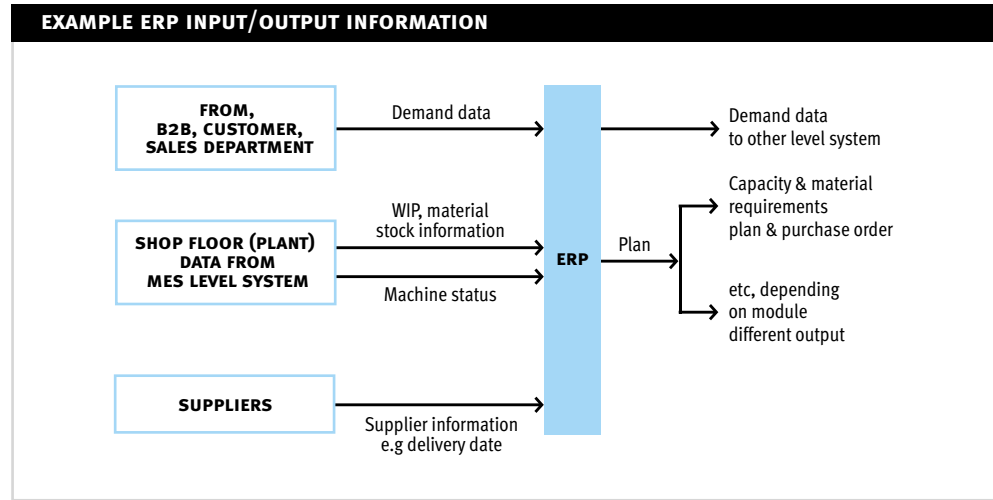 EXAMPLE ERP INPUT/OUTPUT INFORMATION
FROM,
B2B, CUSTOMER,
SALES DEPARTMENT
Demand data
Demand data
to other level system
WIP, material
stock information
SHOP FLOOR (PLANT)
DATA FROM
MES LEVEL SYSTEM
Machine status
ERP
Plan
Capacity & material
requirements
plan & purchase order
etc, depending
on module
different output
SUPPLIERS
Supplier information
e.g delivery date